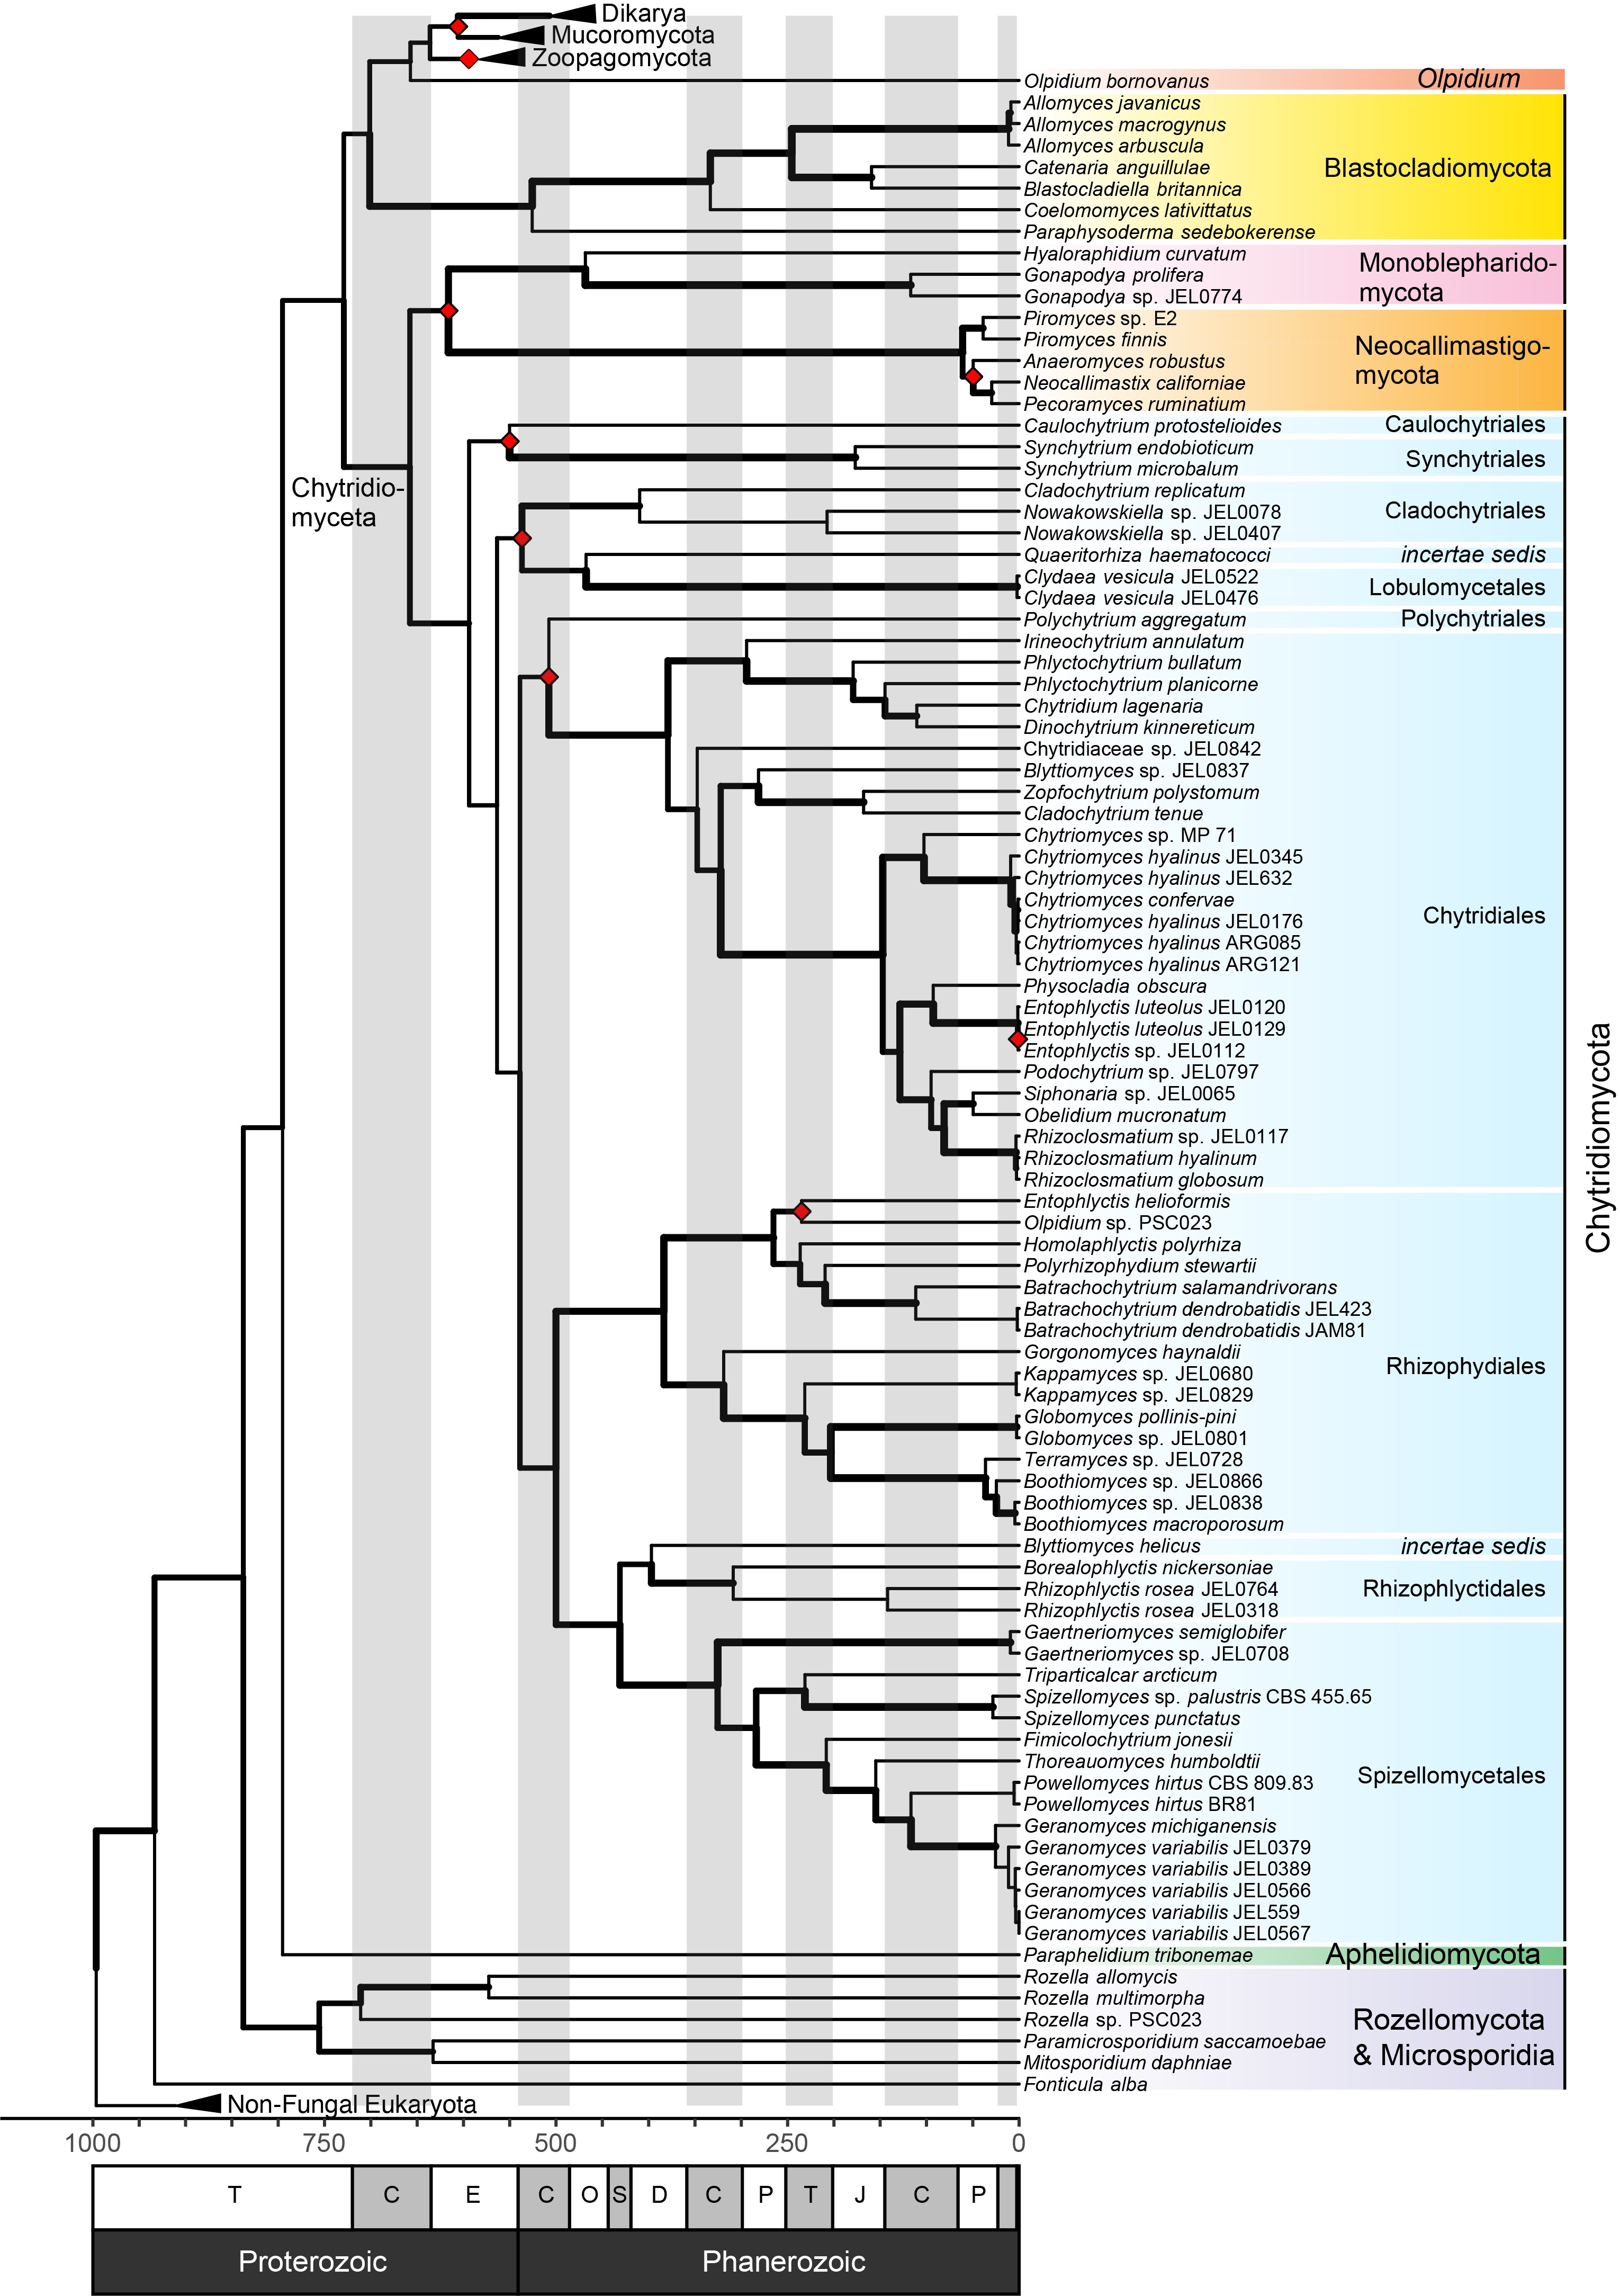 Dikarya
Mucoromycota
Zoopagomycota
Olpidium bornovanus
Olpidium
Allomyces javanicus
Allomyces macrogynus
Allomyces arbuscula
Catenaria anguillulae
Blastocladiomycota
Blastocladiella britannica
Coelomomyces lativittatus
Paraphysoderma sedebokerense
Hyaloraphidium curvatum
Monoblepharido-
mycota
Gonapodya prolifera
Gonapodya sp. JEL0774
Piromyces sp. E2
Piromyces finnis
Neocallimastigo-
mycota
Anaeromyces robustus
Neocallimastix californiae
Pecoramyces ruminatium
Caulochytrium protostelioides
Caulochytriales
Synchytrium endobioticum
Synchytriales
Synchytrium microbalum
Chytridio-
myceta
Cladochytrium replicatum
Nowakowskiella sp. JEL0078
Cladochytriales
Nowakowskiella sp. JEL0407
Quaeritorhiza haematococci
incertae sedis
Clydaea vesicula JEL0522
Lobulomycetales
Clydaea vesicula JEL0476
Polychytrium aggregatum
Polychytriales
Irineochytrium annulatum
Phlyctochytrium bullatum
Phlyctochytrium planicorne
Chytridium lagenaria
Dinochytrium kinnereticum
Chytridiaceae sp. JEL0842
Blyttiomyces sp. JEL0837
Zopfochytrium polystomum
Cladochytrium tenue
Chytriomyces sp. MP 71
Chytriomyces hyalinus JEL0345
Chytriomyces hyalinus JEL632
Chytriomyces confervae
Chytridiales
Chytriomyces hyalinus JEL0176
Chytriomyces hyalinus ARG085
Chytriomyces hyalinus ARG121
Physocladia obscura
Entophlyctis luteolus JEL0120
Entophlyctis luteolus JEL0129
Entophlyctis sp. JEL0112
Podochytrium sp. JEL0797
Siphonaria sp. JEL0065
Obelidium mucronatum
Rhizoclosmatium sp. JEL0117
Rhizoclosmatium hyalinum
Rhizoclosmatium globosum
Chytridiomycota
Entophlyctis helioformis
Olpidium sp. PSC023
Homolaphlyctis polyrhiza
Polyrhizophydium stewartii
Batrachochytrium salamandrivorans
Batrachochytrium dendrobatidis JEL423
Batrachochytrium dendrobatidis JAM81
Gorgonomyces haynaldii
Rhizophydiales
Kappamyces sp. JEL0680
Kappamyces sp. JEL0829
Globomyces pollinis-pini
Globomyces sp. JEL0801
Terramyces sp. JEL0728
Boothiomyces sp. JEL0866
Boothiomyces sp. JEL0838
Boothiomyces macroporosum
Blyttiomyces helicus
incertae sedis
Borealophlyctis nickersoniae
Rhizophlyctis rosea JEL0764
Rhizophlyctidales
Rhizophlyctis rosea JEL0318
Gaertneriomyces semiglobifer
Gaertneriomyces sp. JEL0708
Triparticalcar arcticum
Spizellomyces sp. palustris CBS 455.65
Spizellomyces punctatus
Fimicolochytrium jonesii
Thoreauomyces humboldtii
Spizellomycetales
Powellomyces hirtus CBS 809.83
Powellomyces hirtus BR81
Geranomyces michiganensis
Geranomyces variabilis JEL0379
Geranomyces variabilis JEL0389
Geranomyces variabilis JEL0566
Geranomyces variabilis JEL559
Geranomyces variabilis JEL0567
Paraphelidium tribonemae
Aphelidiomycota
Rozella allomycis
Rozella multimorpha
Rozella sp. PSC023
Rozellomycota
& Microsporidia
Paramicrosporidium saccamoebae
Mitosporidium daphniae
Fonticula alba
Non-Fungal Eukaryota
1000 750 500 250 0
T C E C O S D C P T J C P
Proterozoic Phanerozoic